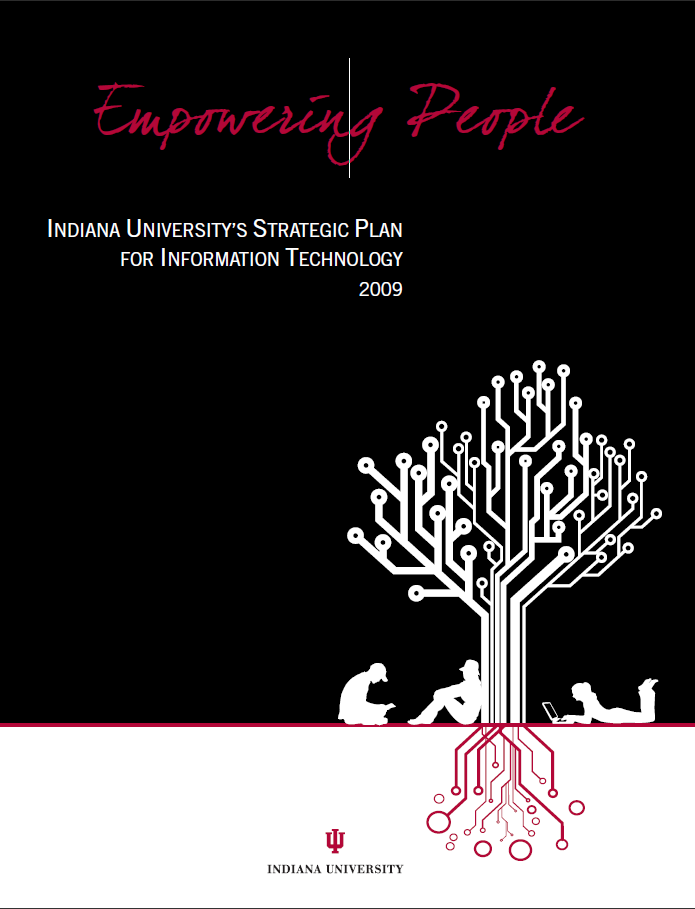 Empowering People
INDIANA UNIVERSITY'S STRATEGIC PLAN
FOR INFORMATION TECHNOLOGY
2009
INDIANA UNIVERSITY